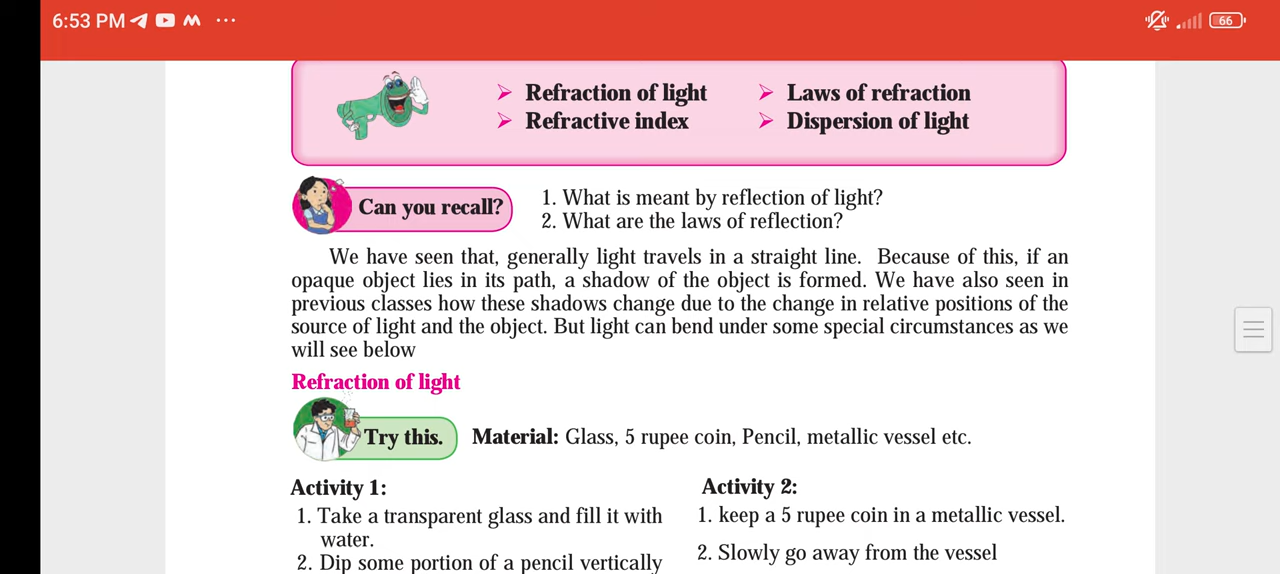 6:53 PM
66
Refraction of light
Laws of refraction
Refractive index
Dispersion of light
Can you recall?
1. What is meant by reflection of light?
2. What are the laws of reflection?
We have seen that, generally light travels in a straight line. Because of this, if an
opaque object lies in its path, a shadow of the object is formed. We have also seen in
previous classes how these shadows change due to the change in relative positions of the
source of light and the object. But light can bend under some special circumstances as we
will see below
Refraction of light
Try this.
Material: Glass, 5 rupee coin, Pencil, metallic vessel etc.
Activity 1:
1. Take a transparent glass and fill it with
water.
2. Dip some portion of a pencil vertically
Activity 2:
1. keep a 5 rupee coin in a metallic vessel.
2. Slowly go away from the vessel